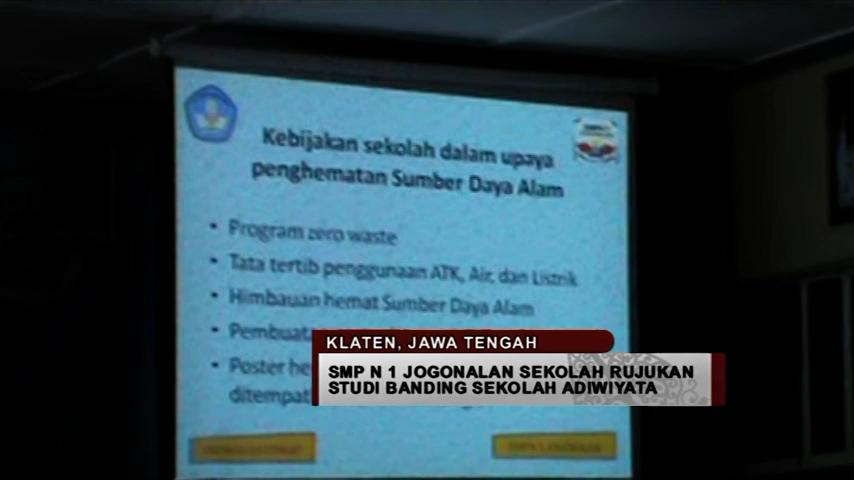 Kebijakan sekolah dalam upaya
penghematan Sumber Daya Alam
• Program zero waste
• Tata tertib penggunaan ATK, Air, dan Listrik
• Himbauan hemat Sumber Daya Alam
• Pembuatan
• Poster he
ditempat
KLATEN, JAWA TENGAH
SMP N 1 JOGONALAN SEKOLAH RUJUKAN
STUDI BANDING SEKOLAH ADIWIYATA